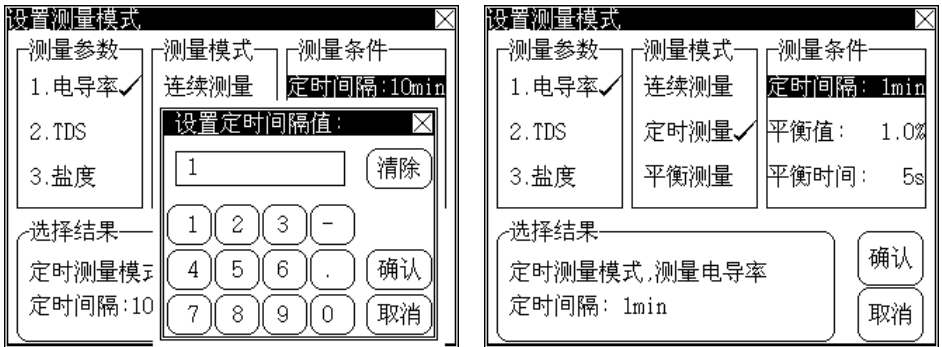 设置测量模式
测量参数 测量模式 测量条件
1.电导率✓ 连续测量 定时间隔:10min
2.TDS
3.盐度
设置定时间隔值:
1 清除
1 2 3 -
4 5 6 . 确认
7 8 9 0 取消
选择结果
定时测量模式
定时间隔:10
设置测量模式
测量参数 测量模式 测量条件
1.电导率✓ 连续测量 定时间隔: 1min
2.TDS 定时测量✓ 平衡值: 1.0%
3.盐度 平衡测量 平衡时间: 5s
选择结果
定时测量模式,测量电导率
定时间隔: 1min
确认
取消